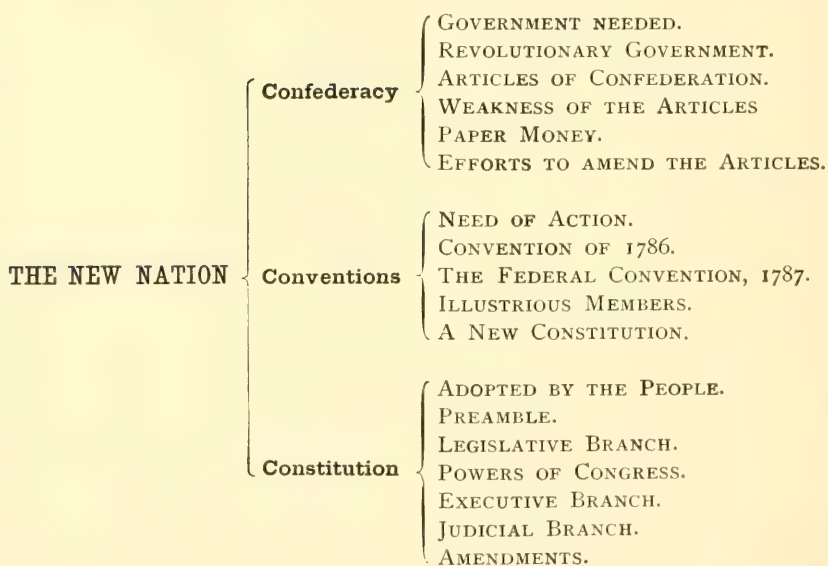 THE NEW NATION
Confederacy
GOVERNMENT NEEDED.
REVOLUTIONARY GOVERNMENT.
ARTICLES OF CONFEDERATION.
WEAKNESS OF THE ARTICLES
PAPER MONEY.
EFFORTS TO AMEND THE ARTICLES.
Conventions
NEED OF ACTION.
CONVENTION OF 1786.
THE FEDERAL CONVENTION, 1787.
ILLUSTRIOUS MEMBERS.
A NEW CONSTITUTION.
Constitution
ADOPTED BY THE PEOPLE.
PREAMBLE.
LEGISLATIVE BRANCH.
POWERS OF CONGRESS.
EXECUTIVE BRANCH.
JUDICIAL BRANCH.
AMENDMENTS.